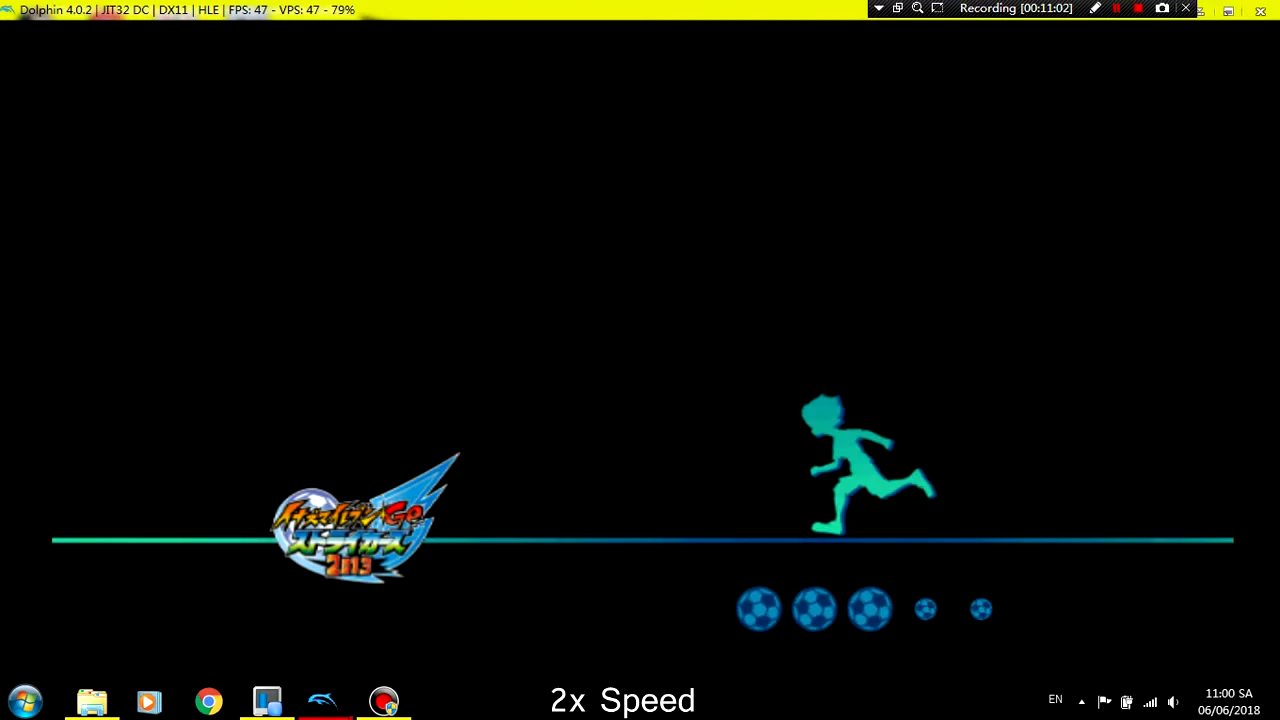 Dolphin 4.0.2 | JIT32 DC | DX11 | HLE | FPS: 47 - VPS: 47 - 79%
Recording [00:11:02]
イナズマイレブンGO
ストライカーズ
2013
2x Speed
EN
11:00 SA
06/06/2018